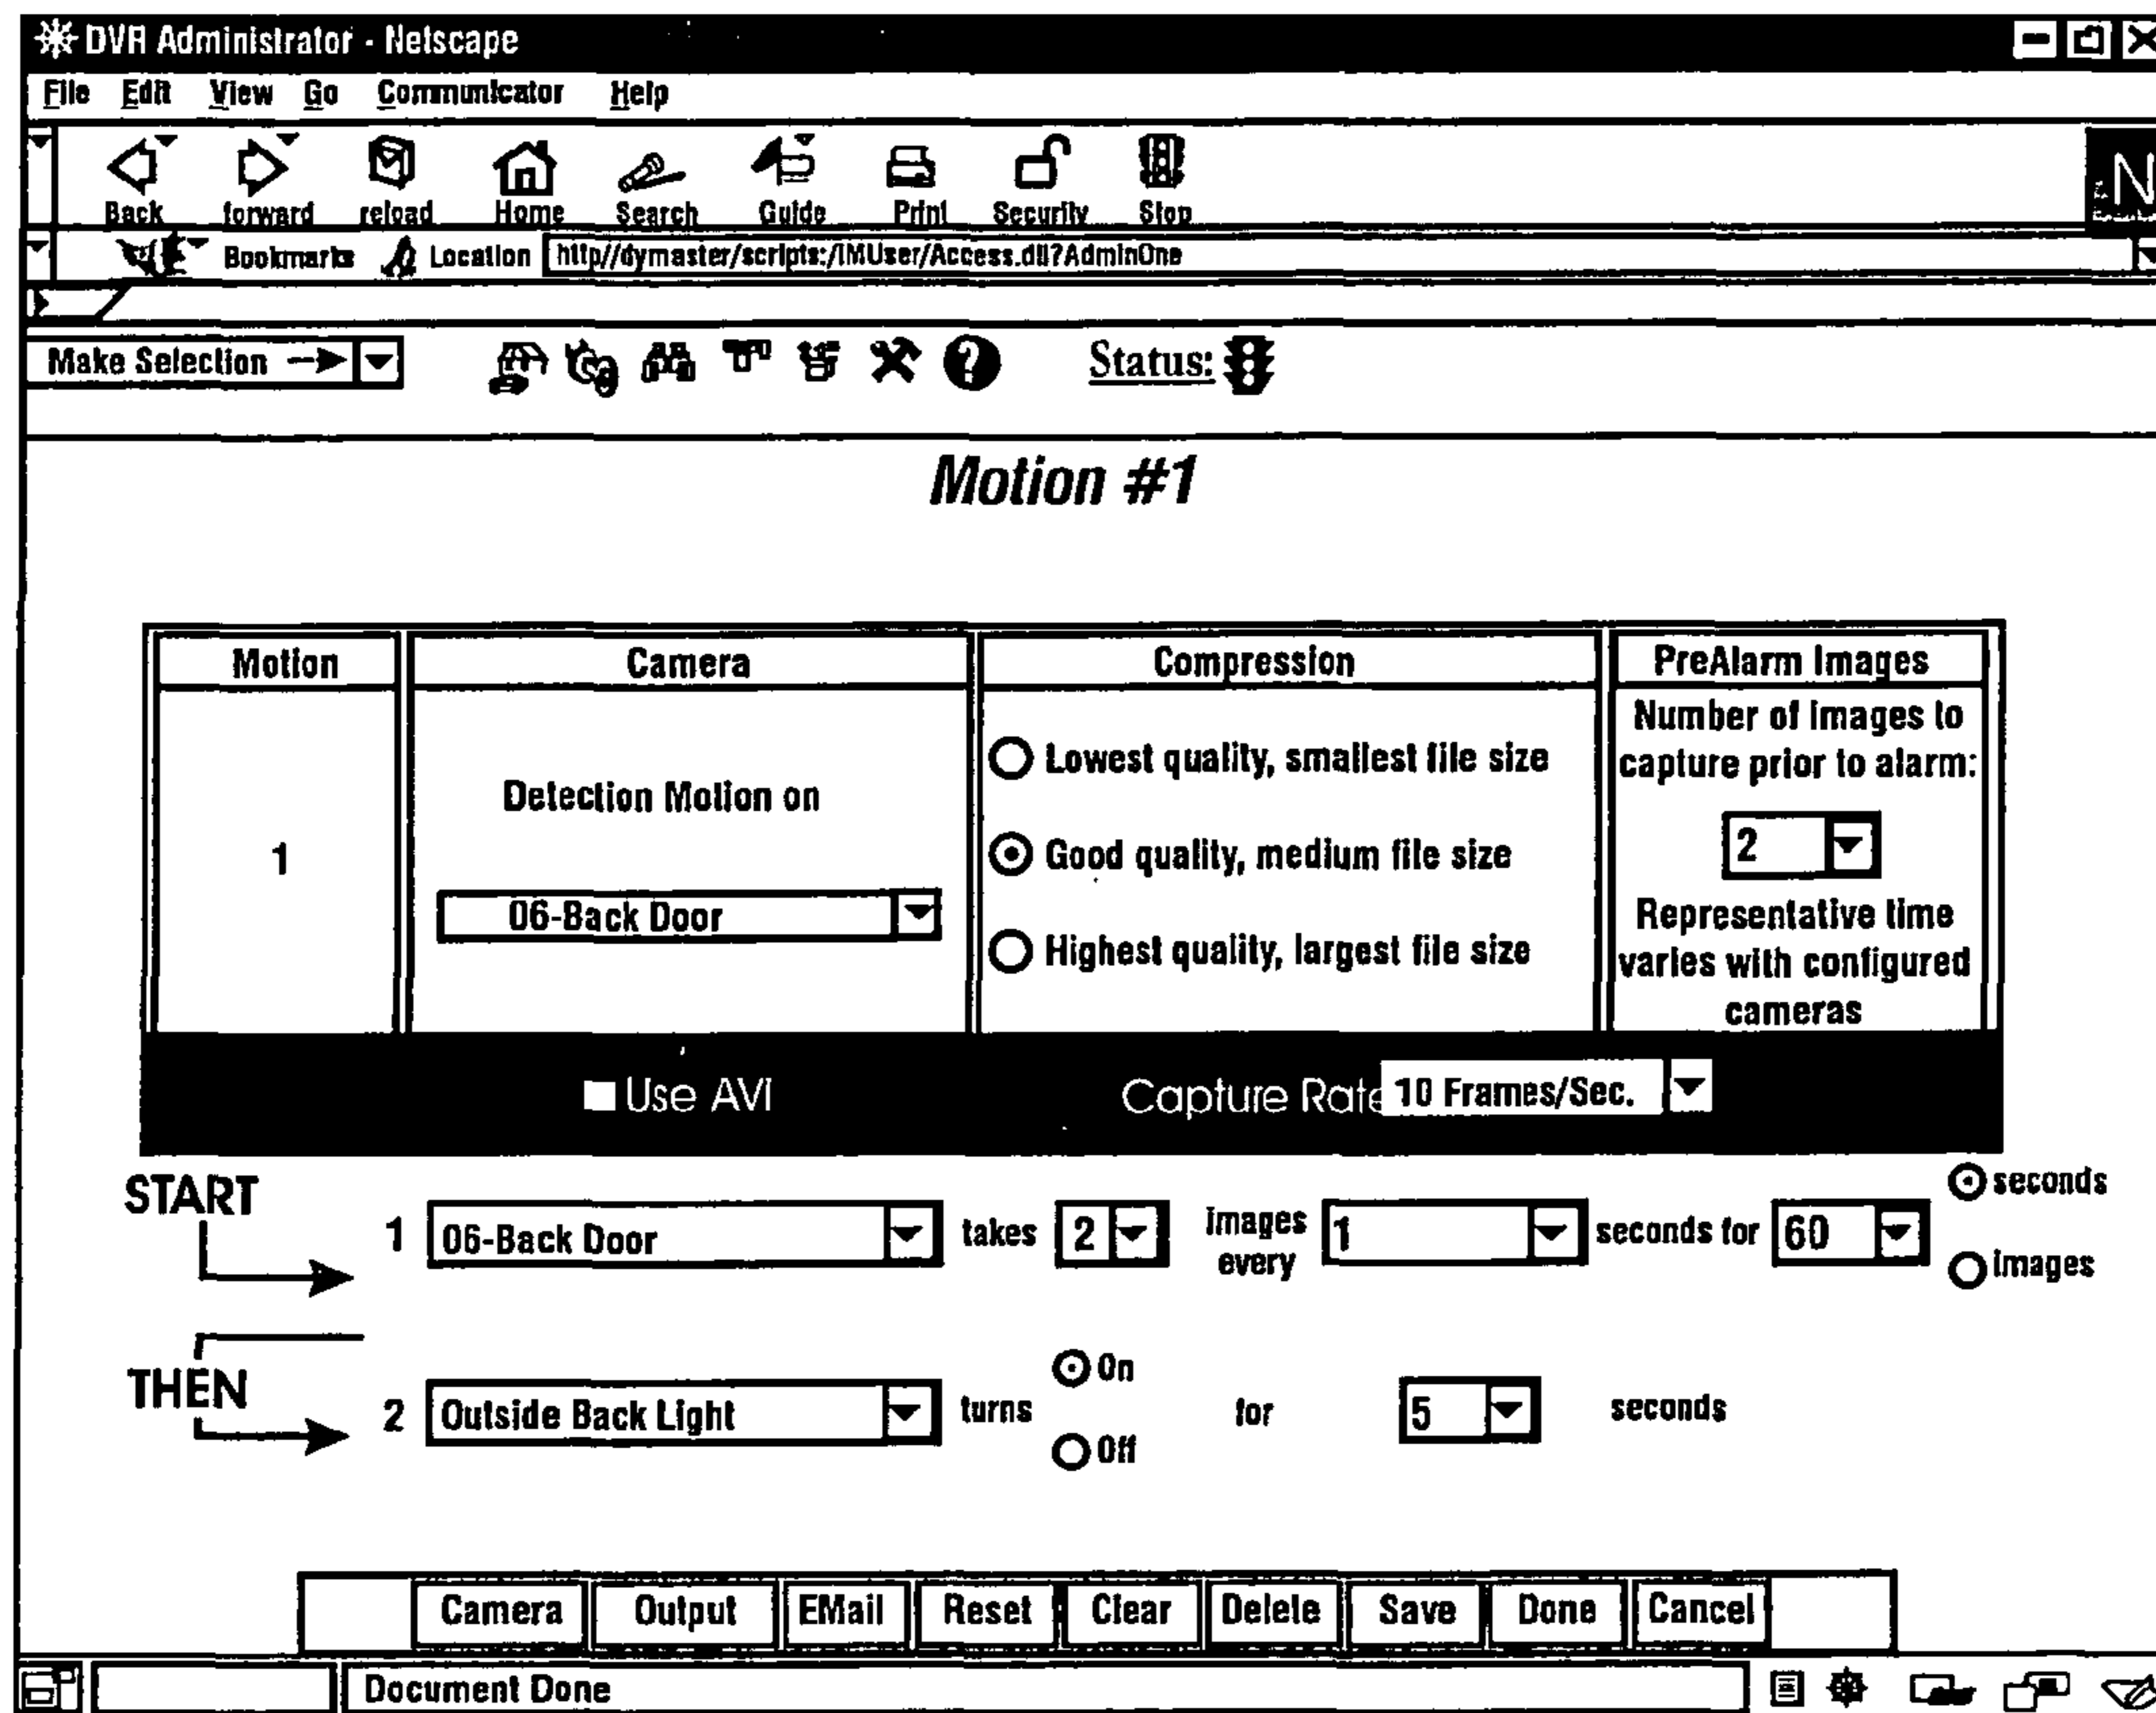 DVR Administrator - Netscape
File Edit View Go Communicator Help
Back forward reload Home Search Guide Print Security Stop
N
Bookmarks Location http//dymaster/scripts:/IMUser/Access.dll?AdminOne
Make Selection
? Status:
Motion #1
Motion Camera Compression PreAlarm Images
Number of images to
capture prior to alarm:
Lowest quality, smallest file size
Detection Motion on
1
Good quality, medium file size
2
06-Back Door
Representative time
varies with configured
cameras
Highest quality, largest file size
Use AVI Capture Rate 10 Frames/Sec.
START
1 06-Back Door takes 2 Images every 1 seconds for 60 seconds
Images
THEN
2 Outside Back Light turns On for 5 seconds
Off
Camera Output EMail Reset Clear Delele Save Done Cancel
Document Done